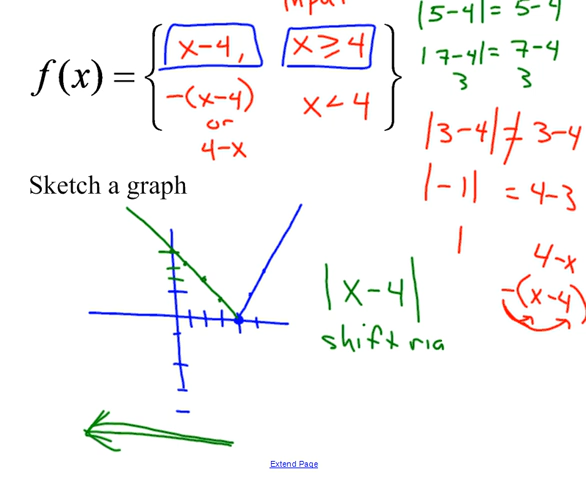 Input
f(x) = { x-4, x ≥ 4 }
-(x-4) x < 4
or
4-x
|5-4| = 5-4
|7-4| = 7-4
3 3
|3-4| ≠ 3-4
|-1| = 4-3
1
4-x
-(x-4)
Sketch a graph
|x-4|
shift
Extend Page